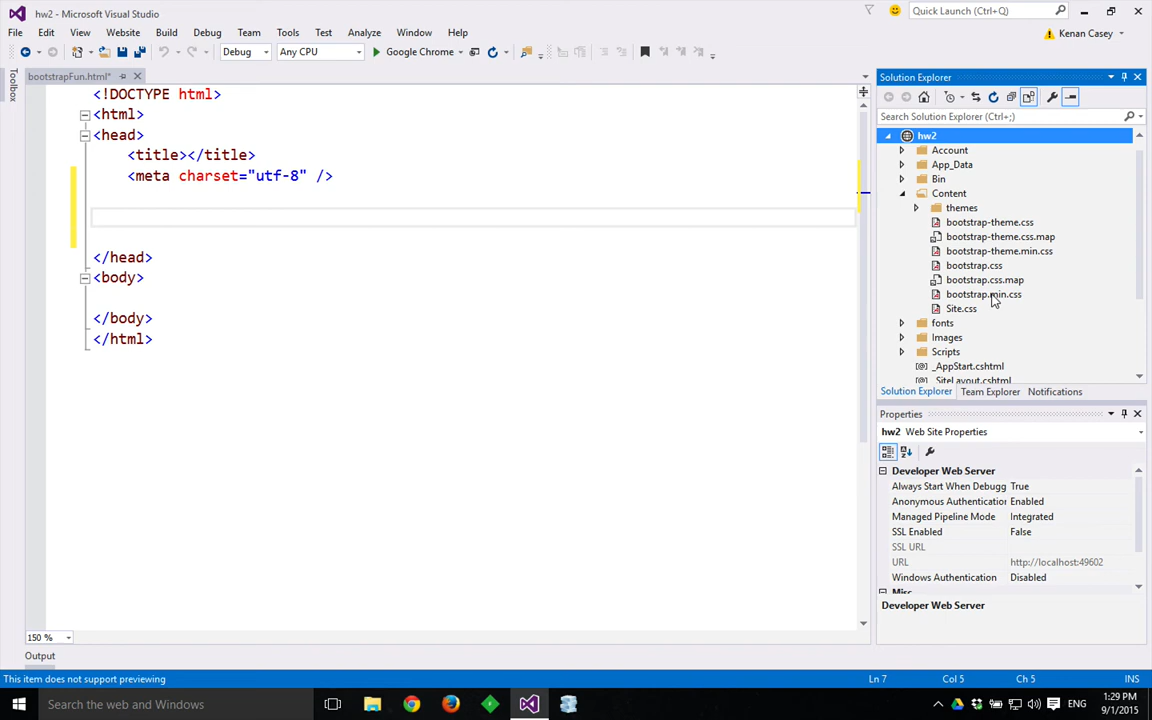 hw2 - Microsoft Visual Studio
Quick Launch (Ctrl+Q)
File Edit View Website Build Debug Team Tools Test Analyze Window Help
Kenan Casey
Debug Any CPU Google Chrome
Toolbox
bootstrapFun.html*
<!DOCTYPE html>
<html>
<head>
<title></title>
<meta charset="utf-8" />
</head>
<body>
</body>
</html>
150 %
Output
Solution Explorer
Search Solution Explorer (Ctrl+;)
hw2
Account
App_Data
Bin
Content
themes
bootstrap-theme.css
bootstrap-theme.css.map
bootstrap-theme.min.css
bootstrap.css
bootstrap.css.map
bootstrap.min.css
Site.css
fonts
Images
Scripts
_AppStart.cshtml
_SiteLayout.cshtml
Solution Explorer Team Explorer Notifications
Properties
hw2 Web Site Properties
Developer Web Server
Always Start When Debugg True
Anonymous Authenticatio Enabled
Managed Pipeline Mode Integrated
SSL Enabled False
SSL URL
URL http://localhost:49602
Windows Authentication Disabled
Misc
Developer Web Server
This item does not support previewing
Ln 7 Col 5 Ch 5 INS
Search the web and Windows
ENG
1:29 PM
9/1/2015